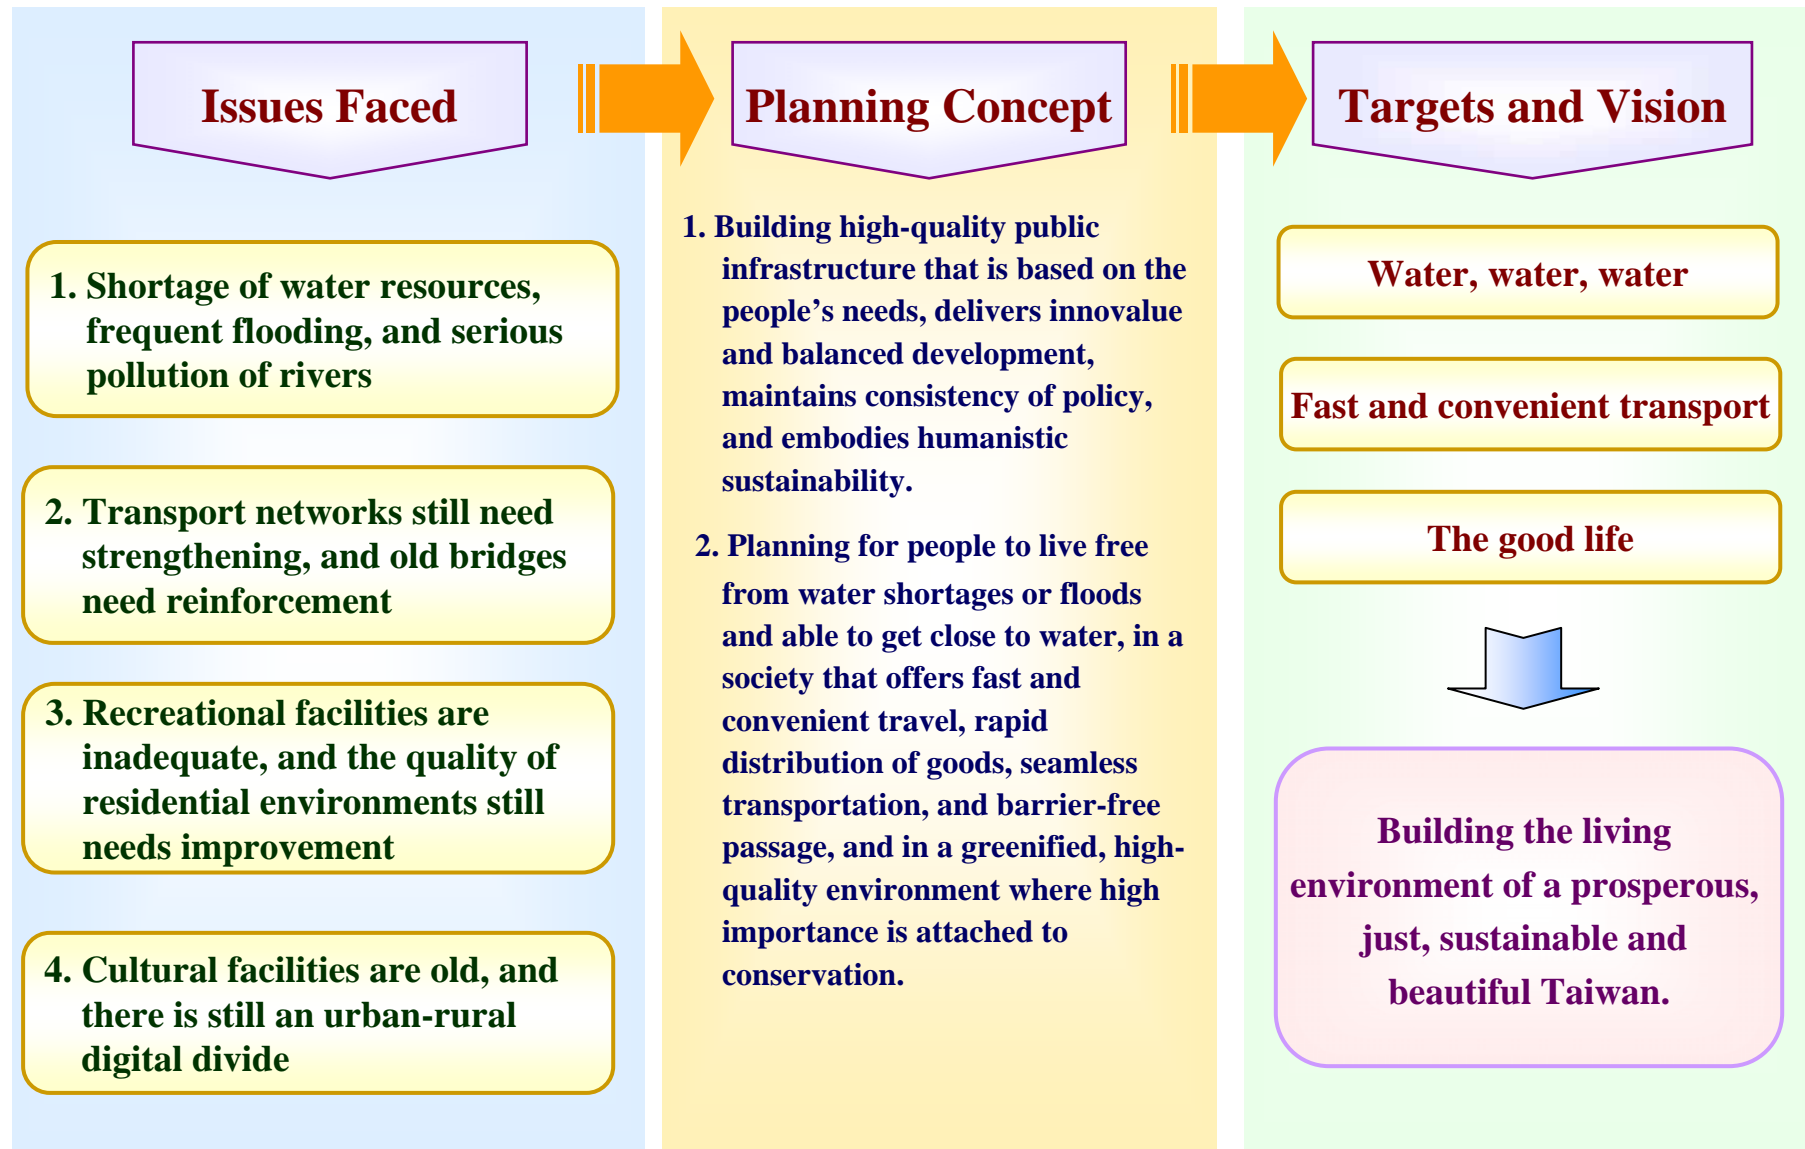 Issues Faced
1. Shortage of water resources,
frequent flooding, and serious
pollution of rivers
2. Transport networks still need
strengthening, and old bridges
need reinforcement
3. Recreational facilities are
inadequate, and the quality of
residential environments still
needs improvement
4. Cultural facilities are old, and
there is still an urban-rural
digital divide
Planning Concept
1. Building high-quality public
infrastructure that is based on the
people’s needs, delivers innovalue
and balanced development,
maintains consistency of policy,
and embodies humanistic
sustainability.
2. Planning for people to live free
from water shortages or floods
and able to get close to water, in a
society that offers fast and
convenient travel, rapid
distribution of goods, seamless
transportation, and barrier-free
passage, and in a greenified, high-
quality environment where high
importance is attached to
conservation.
Targets and Vision
Water, water, water
Fast and convenient transport
The good life
Building the living
environment of a prosperous,
just, sustainable and
beautiful Taiwan.